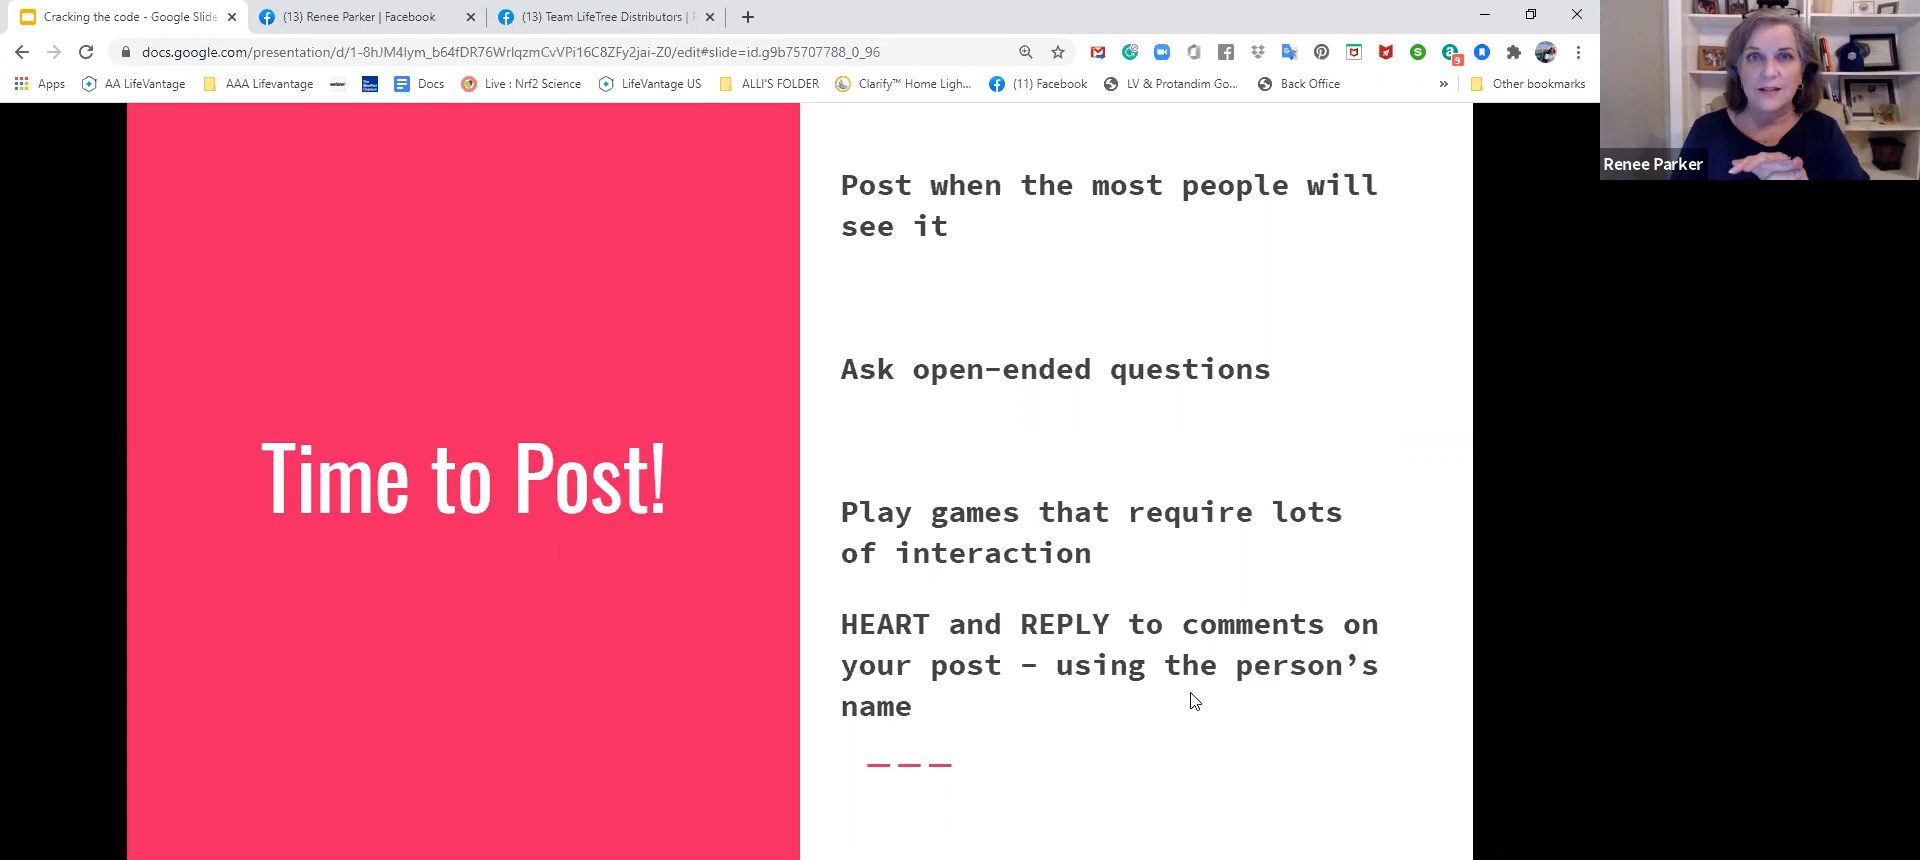 Cracking the code - Google Slide
(13) Renee Parker | Facebook
(13) Team LifeTree Distributors |
docs.google.com/presentation/d/1-8hJM4lym_b64fDR76WrlqzmCvVPi16C8ZFy2jai-Z0/edit#slide=id.g9b75707788_0_96
9
Apps
AA LifeVantage
AAA Lifevantage
Docs
Live : Nrf2 Science
LifeVantage US
ALLI'S FOLDER
Clarify™ Home Ligh...
(11) Facebook
LV & Protandim Go...
Back Office
»
Other bookmarks
Renee Parker
Time to Post!
Post when the most people will
see it
Ask open-ended questions
Play games that require lots
of interaction
HEART and REPLY to comments on
your post – using the person’s
name